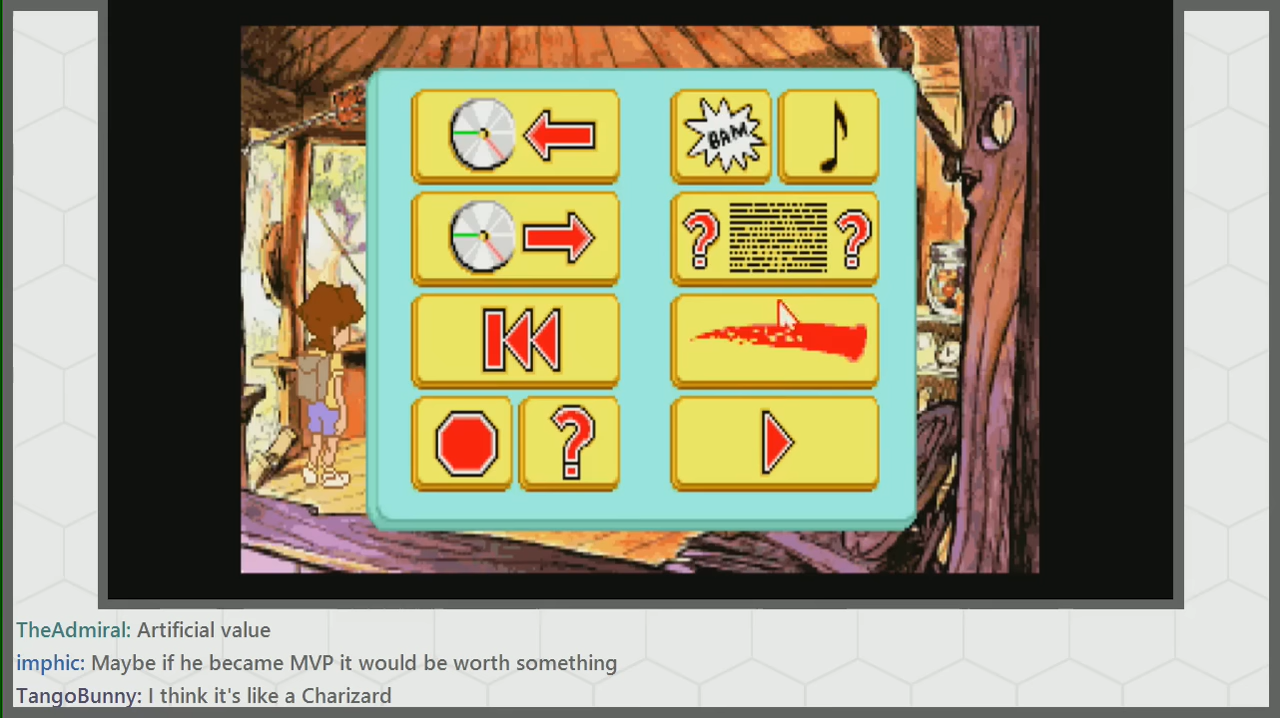 BAM
TheAdmiral: Artificial value
imphic: Maybe if he became MVP it would be worth something
TangoBunny: I think it's like a Charizard